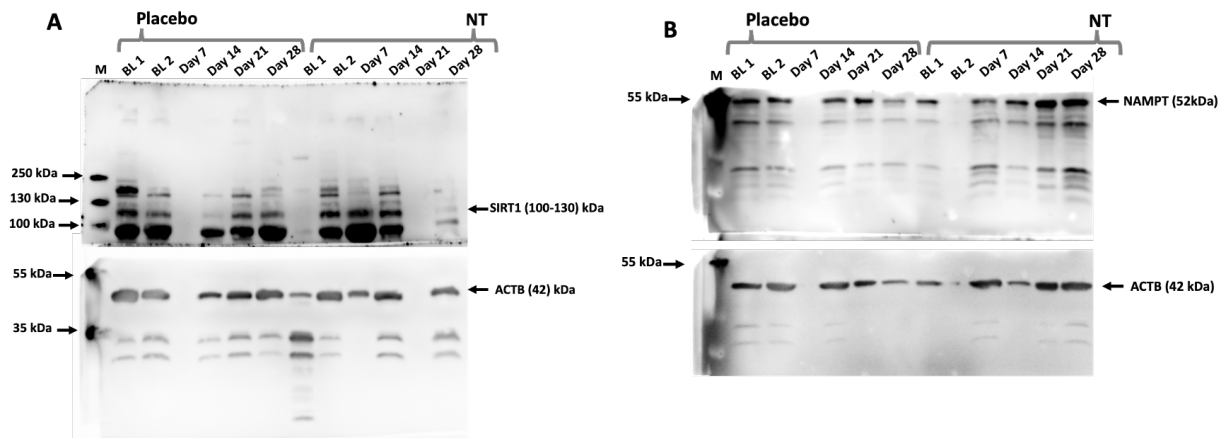 A
Placebo
NT
M
BL 1
BL 2
Day 7
Day 14
Day 21
Day 28
BL 1
BL 2
Day 7
Day 14
Day 21
Day 28
250 kDa
130 kDa
100 kDa
SIRT1 (100-130) kDa
55 kDa
ACTB (42) kDa
35 kDa
B
Placebo
NT
M
BL 1
BL 2
Day 7
Day 14
Day 21
Day 28
BL 1
BL 2
Day 7
Day 14
Day 21
Day 28
55 kDa
NAMPT (52kDa)
55 kDa
ACTB (42 kDa)